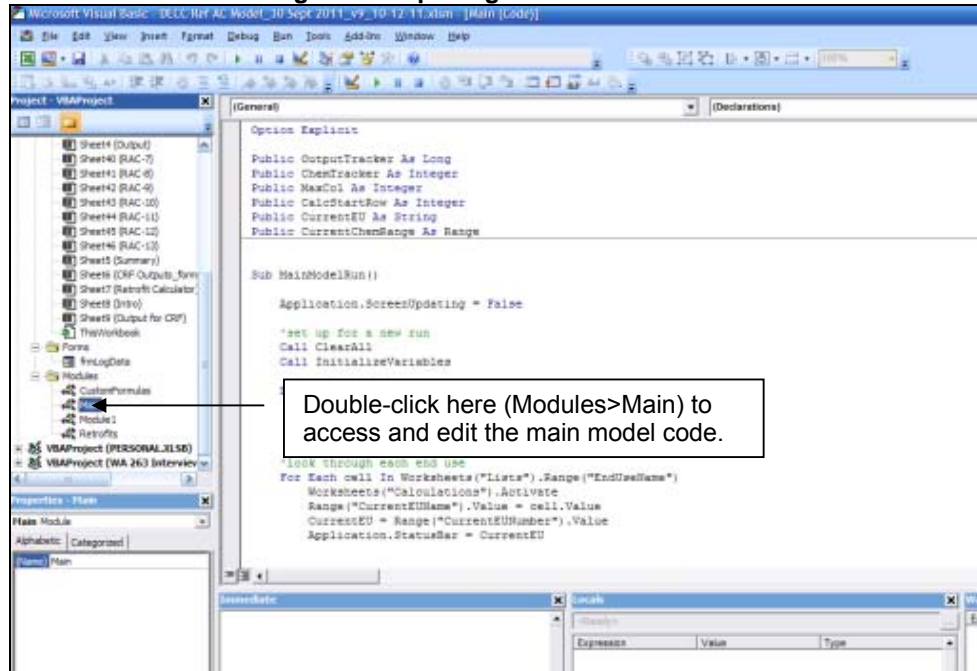 Microsoft Visual Basic - DECC Ref AC Model_30 Sept 2011_v9_10-12-11.xlsm - [Main (Code)]
File Edit View Insert Format Debug Run Tools Add-Ins Window Help
Project - VBAProject
(General)
(Declarations)
Sheet4 (Output)
Sheet40 (RAC-7)
Sheet41 (RAC-8)
Sheet42 (RAC-9)
Sheet43 (RAC-10)
Sheet44 (RAC-11)
Sheet45 (RAC-12)
Sheet46 (RAC-13)
Sheet5 (Summary)
Sheet6 (CRF Outputs_form
Sheet7 (Retrofit Calculator)
Sheet8 (Intro)
Sheet9 (Output for CRF)
ThisWorkbook
Forms
frmLogData
Modules
CustomFormulas
Module1
Retrofits
VBAProject (PERSONAL.XLSB)
VBAProject (WA 263 Interview
Option Explicit
Public OutputTracker As Long
Public ChemTracker As Integer
Public MaxCol As Integer
Public CalcStartRow As Integer
Public CurrentEU As String
Public CurrentChemRange As Range
Sub MainModelRun()
Application.ScreenUpdating = False
'set up for a new run
Call ClearAll
Call InitializeVariables
Double-click here (Modules>Main) to
access and edit the main model code.
'look through each end use
For Each cell In Worksheets("Lists").Range("EndUseName")
Worksheets("Calculations").Activate
Range("CurrentEUName").Value = cell.Value
CurrentEU = Range("CurrentEUNumber").Value
Application.StatusBar = CurrentEU
Properties - Main
Main Module
Alphabetic Categorized
(Name) Main
Immediate
Locals
<Ready>
Expression Value Type